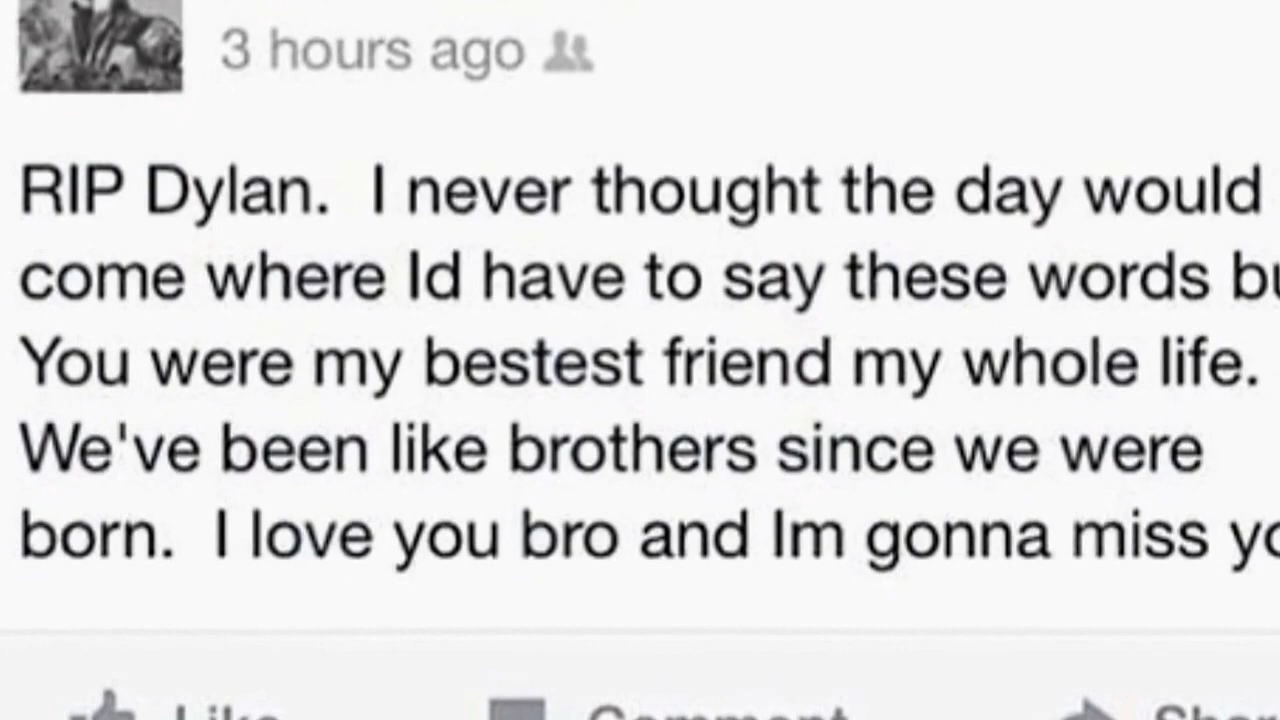 3 hours ago
RIP Dylan. I never thought the day would
come where Id have to say these words
You were my bestest friend my whole life.
We've been like brothers since we were
born. I love you bro and Im gonna miss
Like Comment